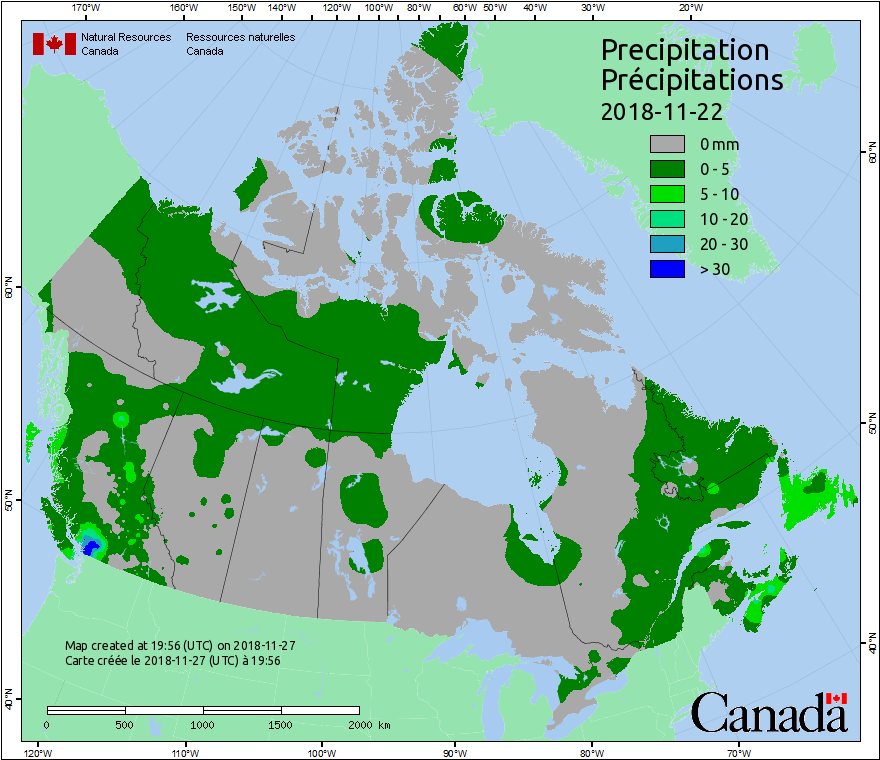 170°W 160°W 150°W 140°W 130°W 120°W 110°W 100°W 90°W 80°W 60°W 50°W 40°W 30°W 20°W
Natural Resources Canada
Ressources naturelles Canada
Precipitation
Précipitations
2018-11-22
0 mm
0 - 5
5 - 10
10 - 20
20 - 30
> 30
60°N
50°N
40°N
60°N
50°N
40°N
Map created at 19:56 (UTC) on 2018-11-27
Carte créée le 2018-11-27 (UTC) à 19:56
0 500 1000 1500 2000 km
Canada
120°W 110°W 100°W 90°W 80°W 70°W